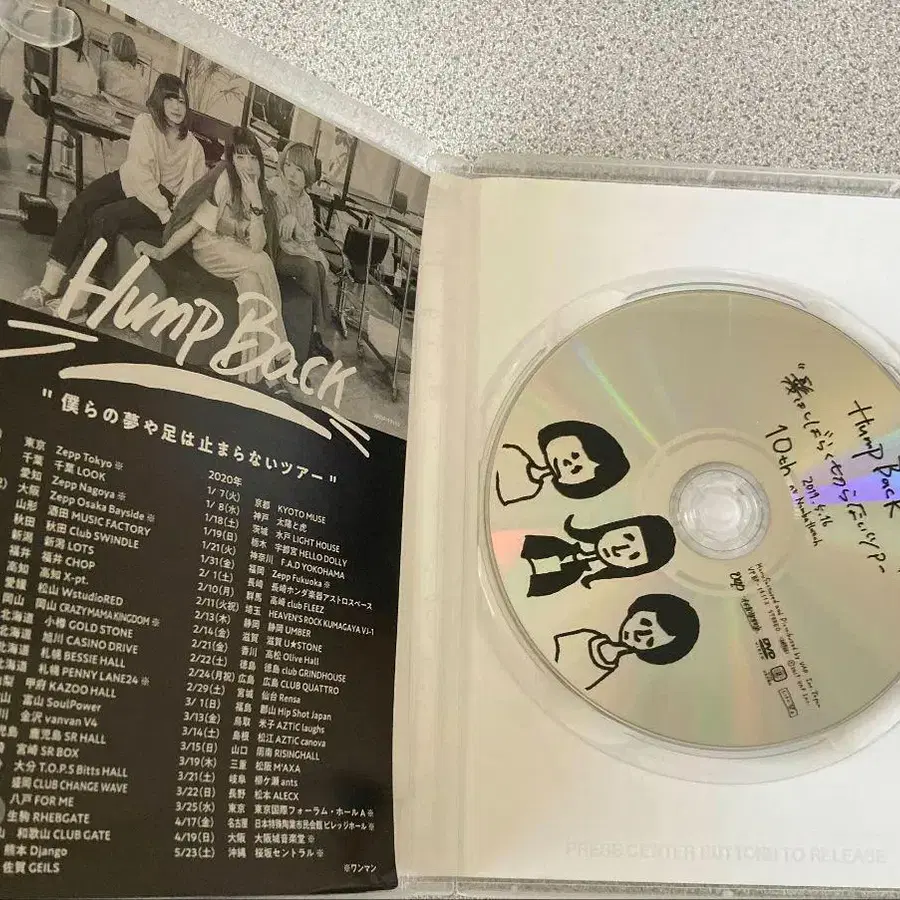 Hump Back
"僕らの夢や足は止まらないツアー"
東京 Zepp Tokyo ※
千葉 千葉 LOOK
愛知 Zepp Nagoya ※
大阪 Zepp Osaka Bayside ※
山形 酒田 MUSIC FACTORY
秋田 秋田 Club SWINDLE
新潟 新潟 LOTS
福井 福井 CHOP
高知 高知 X-pt.
愛媛 松山 WstudioRED
岡山 岡山 CRAZYMAMA KINGDOM ※
北海道 小樽 GOLD STONE
北海道 旭川 CASINO DRIVE
北海道 札幌 BESSIE HALL
北海道 札幌 PENNY LANE24 ※
甲府 KAZOO HALL
富山 SoulPower
金沢 vanvan V4
鹿児島 SR HALL
宮崎 SR BOX
大分 T.O.P.S Bitts HALL
盛岡 CLUB CHANGE WAVE
八戸 FOR ME
生駒 RHEBGATE
和歌山 CLUB GATE
熊本 Django
佐賀 GEILS
2020年
1/ 7(火) 京都 KYOTO MUSE
1/ 8(水) 神戸 太陽と虎
1/18(土) 茨城 水戸 LIGHT HOUSE
1/19(日) 栃木 宇都宮 HELLO DOLLY
1/21(火) 神奈川 F.A.D YOKOHAMA
1/31(金) 福岡 Zepp Fukuoka ※
2/ 1(土) 長崎 長崎ホンダ楽器アストロスペース
2/10(月) 群馬 高崎 club FLEEZ
2/11(火祝) 埼玉 HEAVEN'S ROCK KUMAGAYA VJ-1
2/13(木) 静岡 静岡 UMBER
2/14(金) 滋賀 滋賀 U★STONE
2/21(金) 香川 高松 Olive Hall
2/22(土) 徳島 徳島 club GRINDHOUSE
2/24(月祝) 広島 広島 CLUB QUATTRO
2/29(土) 宮城 仙台 Rensa
3/ 1(日) 福島 郡山 Hip Shot Japan
3/13(金) 鳥取 米子 AZTiC laughs
3/14(土) 島根 松江 AZTiC canova
3/15(日) 山口 周南 RISING HALL
3/19(木) 三重 松阪 M'AXA
3/21(土) 岐阜 柳ケ瀬 ants
3/22(日) 長野 松本 ALECX
3/25(水) 東京 東京国際フォーラム・ホールA ※
4/17(金) 名古屋 日本特殊陶業市民会館ビレッジホール ※
4/19(日) 大阪 大阪城音楽堂 ※
5/23(土) 沖縄 桜坂セントラル ※
※ワンマン
Hump Back
10th at NambaHatch
2019.5.16
STEREO
DVD
PRESS CENTER BUTTON TO RELEASE